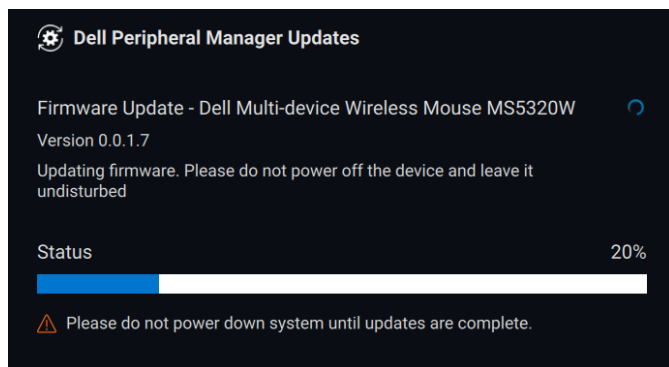 Dell Peripheral Manager Updates
Firmware Update - Dell Multi-device Wireless Mouse MS5320W
Version 0.0.1.7
Updating firmware. Please do not power off the device and leave it
undisturbed
Status 20%
Please do not power down system until updates are complete.